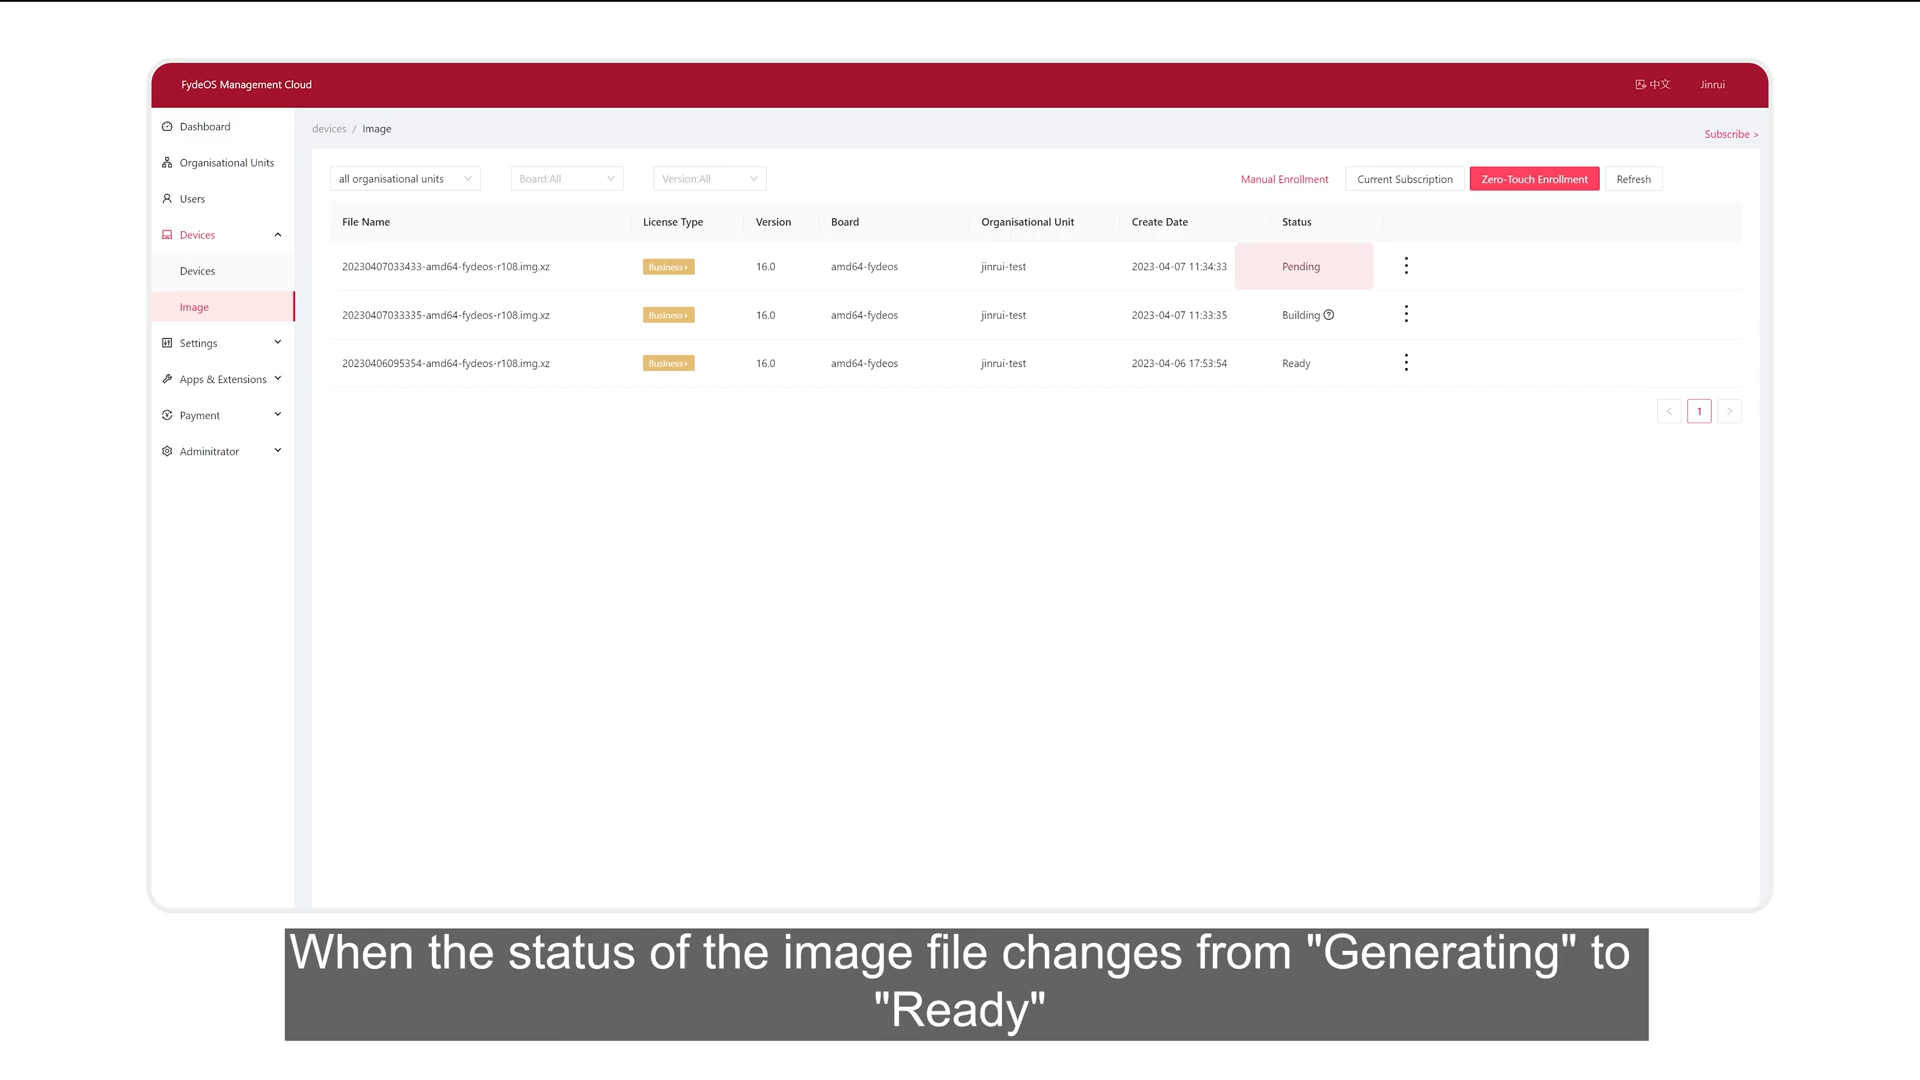 FydeOS Management Cloud
中文
Jinrui
Dashboard
devices / Image
Subscribe >
Organisational Units
all organisational units
Board:All
Version:All
Manual Enrollment
Current Subscription
Zero-Touch Enrollment
Refresh
Users
File Name License Type Version Board Organisational Unit Create Date Status
Devices
20230407033433-amd64-fydeos-r108.img.xz Business+ 16.0 amd64-fydeos jinrui-test 2023-04-07 11:34:33 Pending
Devices
Image
20230407033335-amd64-fydeos-r108.img.xz Business+ 16.0 amd64-fydeos jinrui-test 2023-04-07 11:33:35 Building
Settings
20230406095354-amd64-fydeos-r108.img.xz Business+ 16.0 amd64-fydeos jinrui-test 2023-04-06 17:53:54 Ready
Apps & Extensions
Payment
< 1 >
Adminitrator
When the status of the image file changes from "Generating" to
"Ready"